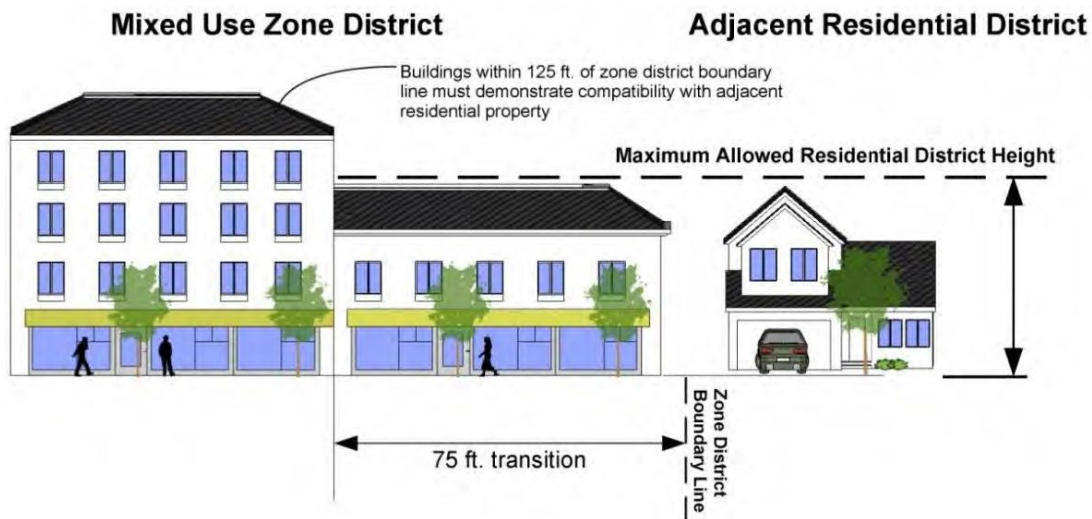 Mixed Use Zone District
Adjacent Residential District
Buildings within 125 ft. of zone district boundary
line must demonstrate compatibility with adjacent
residential property
Maximum Allowed Residential District Height
75 ft. transition
Zone District
Boundary Line